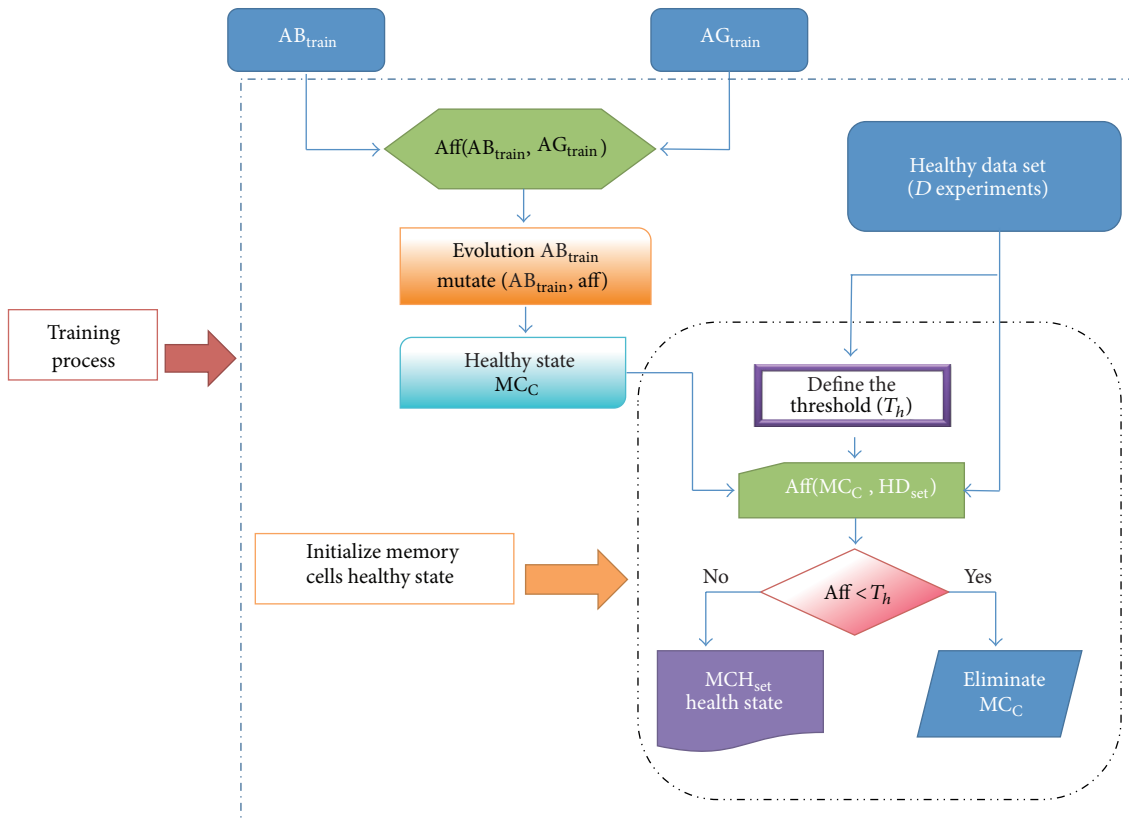 AB_train
AG_train
Aff(AB_train, AG_train)
Healthy data set
(D experiments)
Evolution AB_train
mutate (AB_train, aff)
Training
process
Healthy state
MC_C
Define the
threshold (T_h)
Aff(MC_C , HD_set)
Initialize memory
cells healthy state
No
Yes
Aff < T_h
MCH_set
health state
Eliminate
MC_C